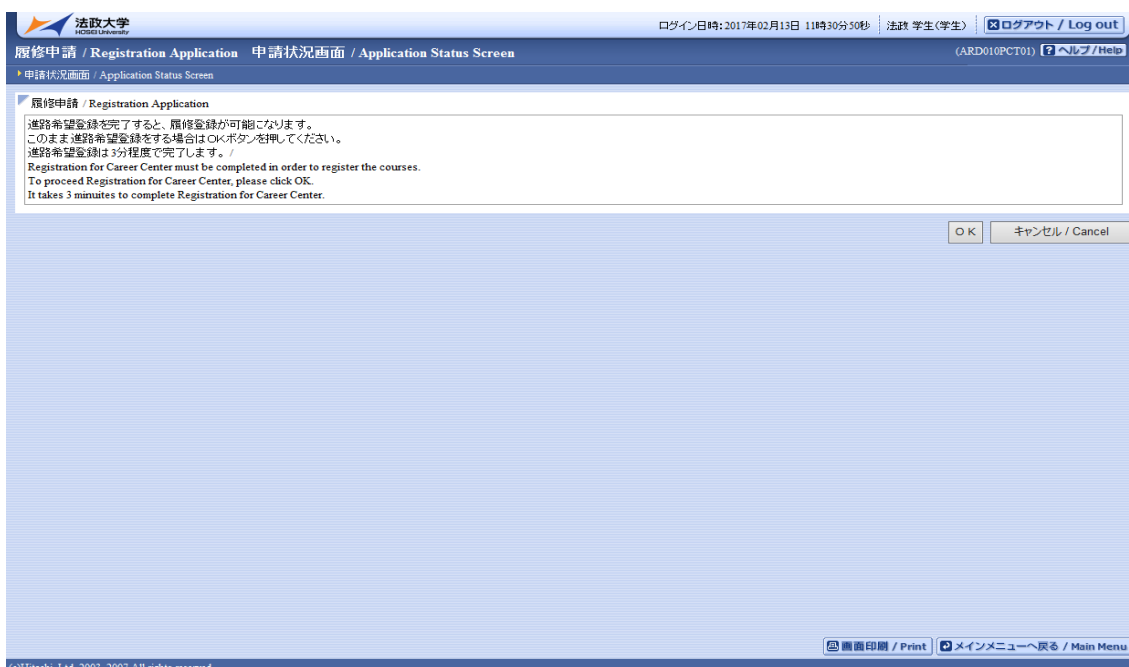 法政大学
HOSEI University
ログイン日時:2017年02月13日 11時30分50秒 法政 学生(学生) ログアウト / Log out
履修申請 / Registration Application 申請状況画面 / Application Status Screen (ARD010PCT01) ? ヘルプ/Help
申請状況画面 / Application Status Screen
履修申請 / Registration Application
進路希望登録を完了すると、履修登録が可能になります。
このまま進路希望登録をする場合はOKボタンを押してください。
進路希望登録は3分程度で完了します。/
Registration for Career Center must be completed in order to register the courses.
To proceed Registration for Career Center, please click OK.
It takes 3 minuites to complete Registration for Career Center.
ＯＫ キャンセル / Cancel
画面印刷 / Print メインメニューへ戻る / Main Menu